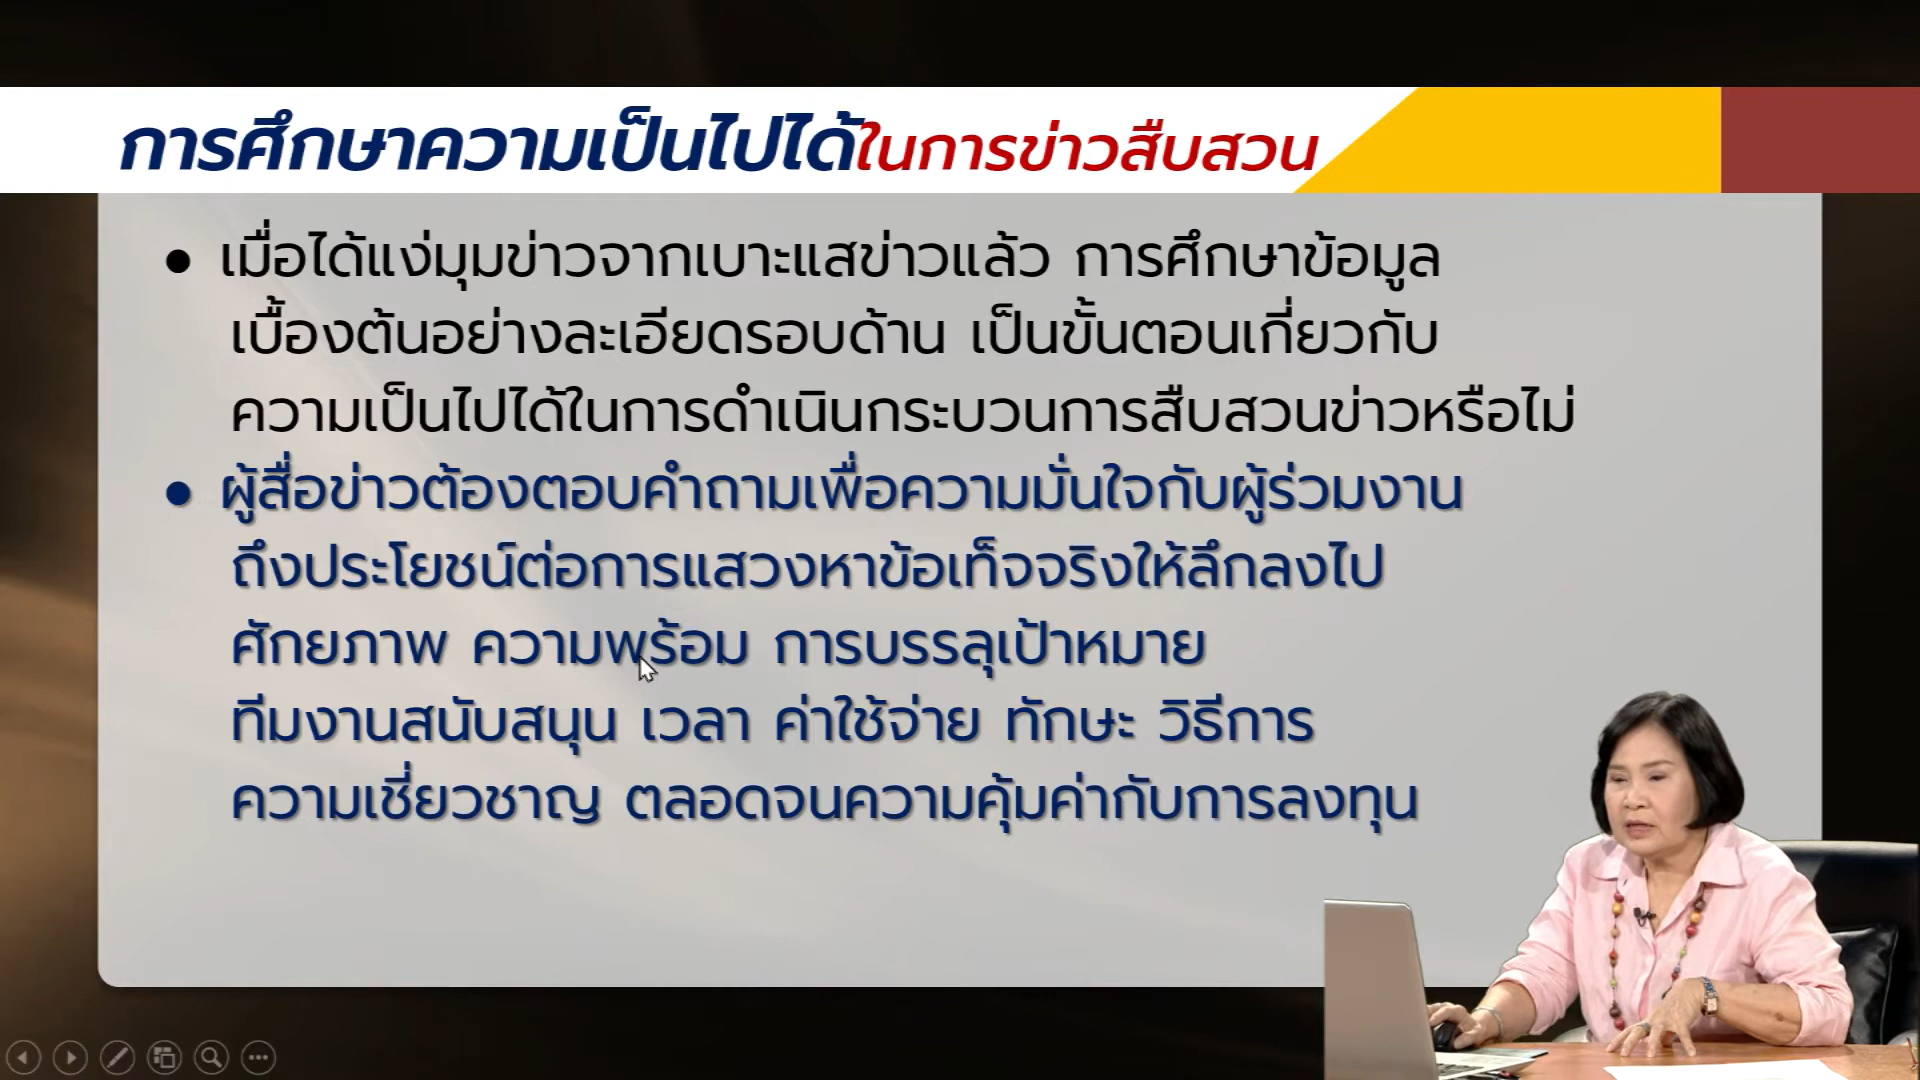 การศึกษาความเป็นไปได้ในการข่าวสืบสวน
● เมื่อได้แง่มุมข่าวจากเบาะแสข่าวแล้ว การศึกษาข้อมูล
เบื้องต้นอย่างละเอียดรอบด้าน เป็นขั้นตอนเกี่ยวกับ
ความเป็นไปได้ในการดำเนินกระบวนการสืบสวนข่าวหรือไม่
● ผู้สื่อข่าวต้องตอบคำถามเพื่อความมั่นใจกับผู้ร่วมงาน
ถึงประโยชน์ต่อการแสวงหาข้อเท็จจริงให้ลึกลงไป
ศักยภาพ ความพร้อม การบรรลุเป้าหมาย
ทีมงานสนับสนุน เวลา ค่าใช้จ่าย ทักษะ วิธีการ
ความเชี่ยวชาญ ตลอดจนความคุ้มค่ากับการลงทุน